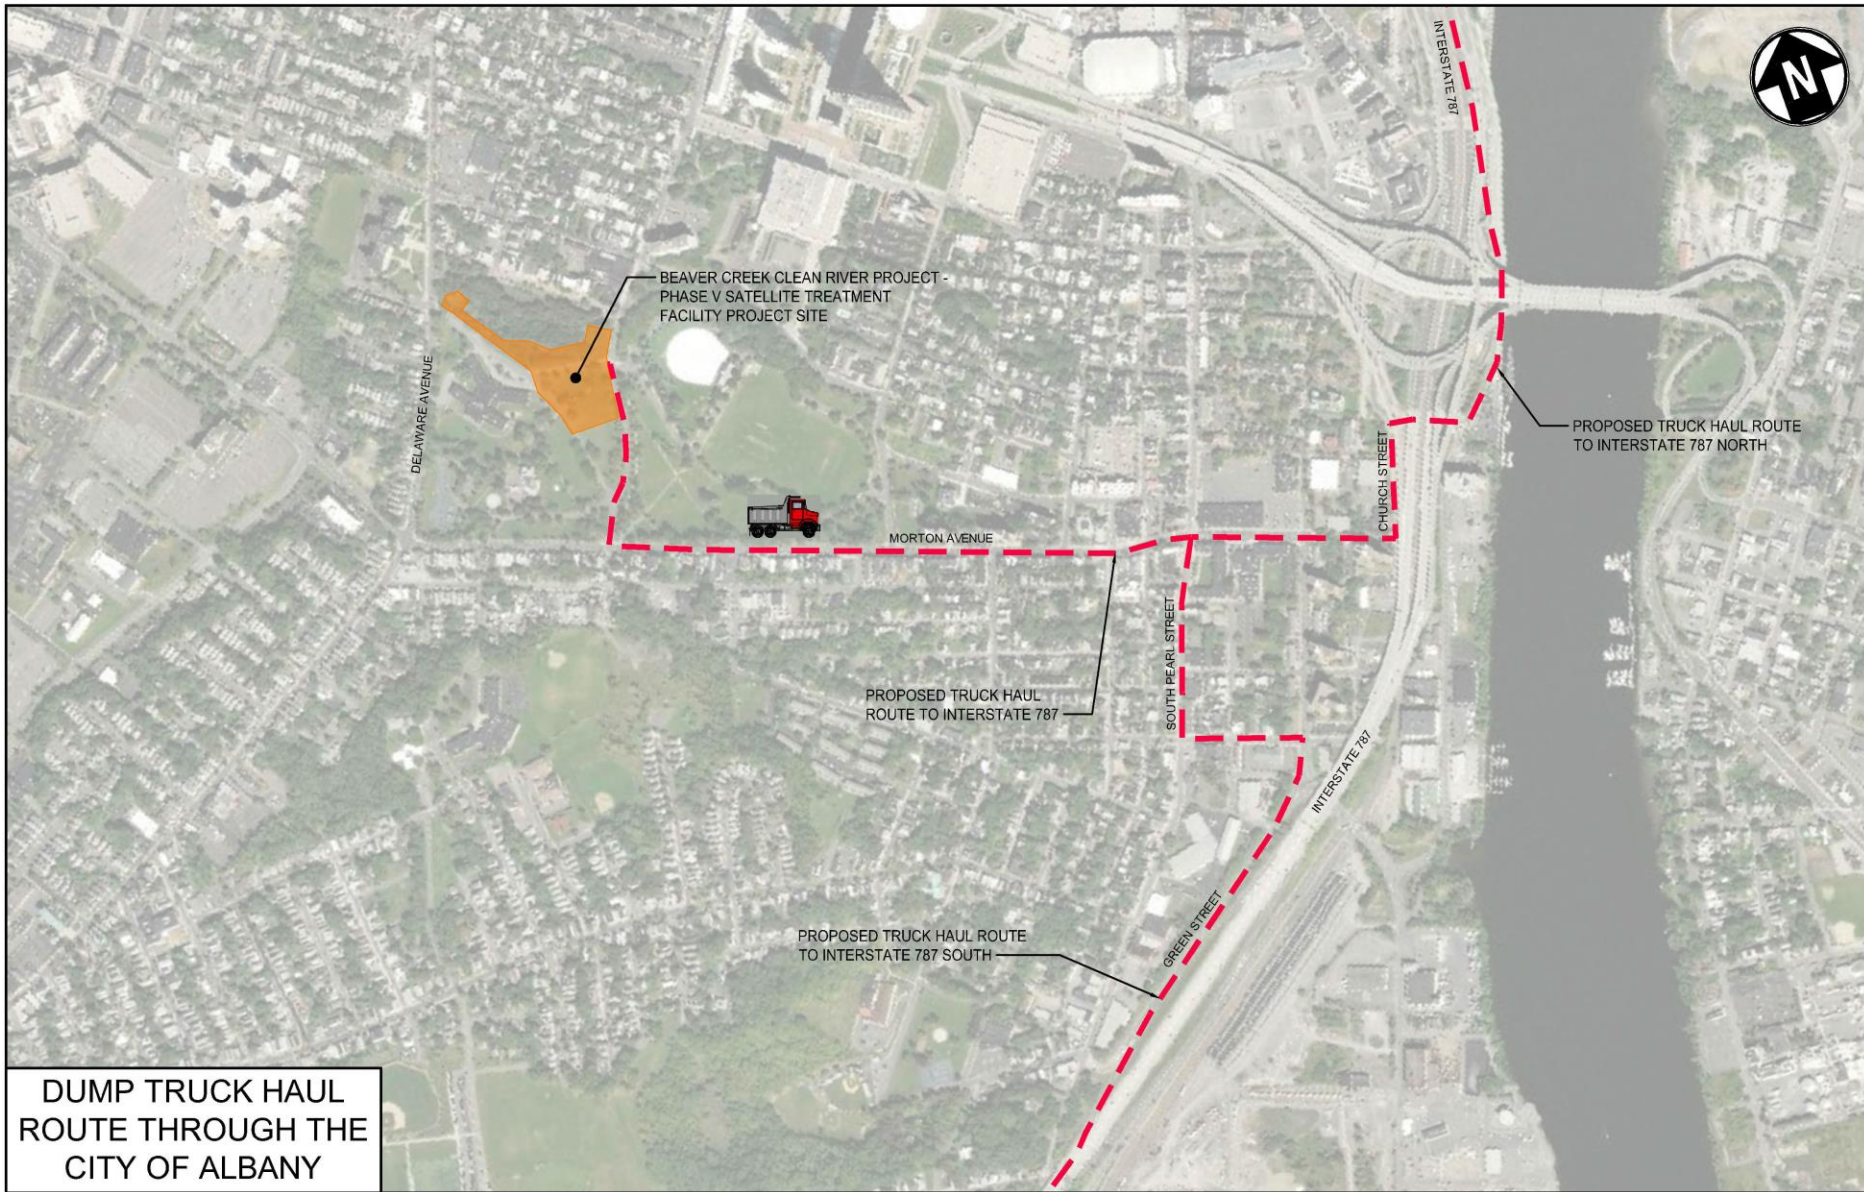 INTERSTATE 787
N
BEAVER CREEK CLEAN RIVER PROJECT -
PHASE V SATELLITE TREATMENT
FACILITY PROJECT SITE
DELAWARE AVENUE
PROPOSED TRUCK HAUL ROUTE
TO INTERSTATE 787 NORTH
CHURCH STREET
MORTON AVENUE
SOUTH PEARL STREET
PROPOSED TRUCK HAUL
ROUTE TO INTERSTATE 787
INTERSTATE 787
GREEN STREET
PROPOSED TRUCK HAUL ROUTE
TO INTERSTATE 787 SOUTH
DUMP TRUCK HAUL
ROUTE THROUGH THE
CITY OF ALBANY